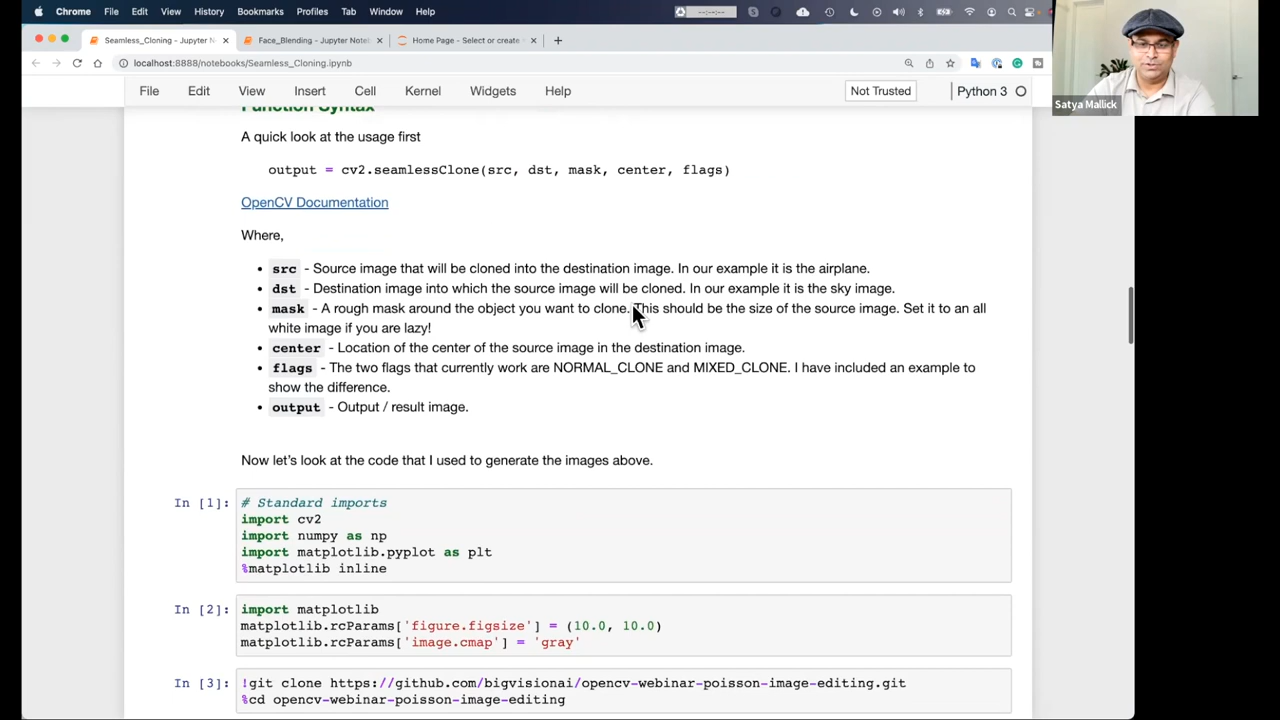 Chrome File Edit View History Bookmarks Profiles Tab Window Help --:--:--
Seamless_Cloning - Jupyter N Face_Blending - Jupyter Note Home Page - Select or create
localhost:8888/notebooks/Seamless_Cloning.ipynb
File Edit View Insert Cell Kernel Widgets Help Not Trusted Python 3
Satya Mallick
Function Syntax
A quick look at the usage first
output = cv2.seamlessClone(src, dst, mask, center, flags)
OpenCV Documentation
Where,
• src - Source image that will be cloned into the destination image. In our example it is the airplane.
• dst - Destination image into which the source image will be cloned. In our example it is the sky image.
• mask - A rough mask around the object you want to clone. This should be the size of the source image. Set it to an all
white image if you are lazy!
• center - Location of the center of the source image in the destination image.
• flags - The two flags that currently work are NORMAL_CLONE and MIXED_CLONE. I have included an example to
show the difference.
• output - Output / result image.
Now let's look at the code that I used to generate the images above.
In [1]: # Standard imports
import cv2
import numpy as np
import matplotlib.pyplot as plt
%matplotlib inline
In [2]: import matplotlib
matplotlib.rcParams['figure.figsize'] = (10.0, 10.0)
matplotlib.rcParams['image.cmap'] = 'gray'
In [3]: !git clone https://github.com/bigvisionai/opencv-webinar-poisson-image-editing.git
%cd opencv-webinar-poisson-image-editing